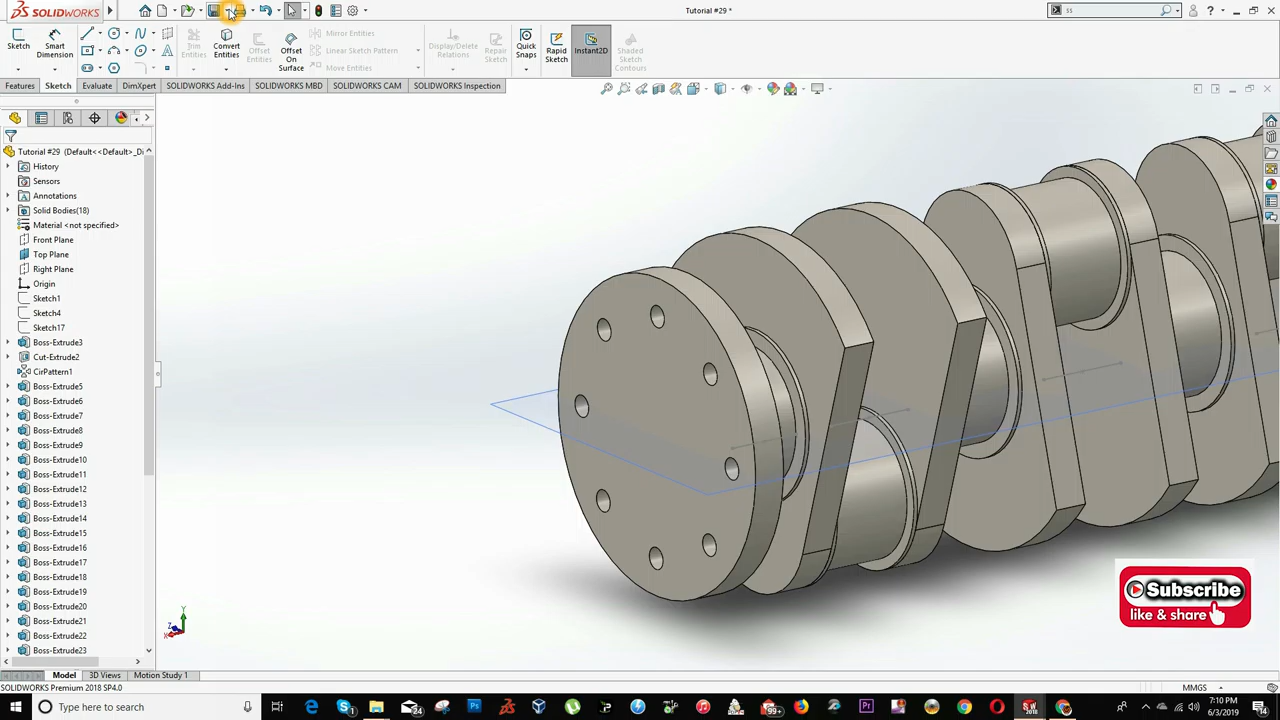 SOLIDWORKS
Tutorial #29 *
ss
Sketch
Smart Dimension
Trim Entities
Convert Entities
Offset Entities
Offset On Surface
Mirror Entities
Linear Sketch Pattern
Move Entities
Display/Delete Relations
Repair Sketch
Quick Snaps
Rapid Sketch
Instant2D
Shaded Sketch Contours
Features
Sketch
Evaluate
DimXpert
SOLIDWORKS Add-Ins
SOLIDWORKS MBD
SOLIDWORKS CAM
SOLIDWORKS Inspection
Tutorial #29 (Default<<Default>_Di
History
Sensors
Annotations
Solid Bodies(18)
Material <not specified>
Front Plane
Top Plane
Right Plane
Origin
Sketch1
Sketch4
Sketch17
Boss-Extrude3
Cut-Extrude2
CirPattern1
Boss-Extrude5
Boss-Extrude6
Boss-Extrude7
Boss-Extrude8
Boss-Extrude9
Boss-Extrude10
Boss-Extrude11
Boss-Extrude12
Boss-Extrude13
Boss-Extrude14
Boss-Extrude15
Boss-Extrude16
Boss-Extrude17
Boss-Extrude18
Boss-Extrude19
Boss-Extrude20
Boss-Extrude21
Boss-Extrude22
Boss-Extrude23
Y
Z
X
Subscribe
like & share
Model
3D Views
Motion Study 1
SOLIDWORKS Premium 2018 SP4.0
MMGS
Type here to search
7:10 PM
6/3/2019